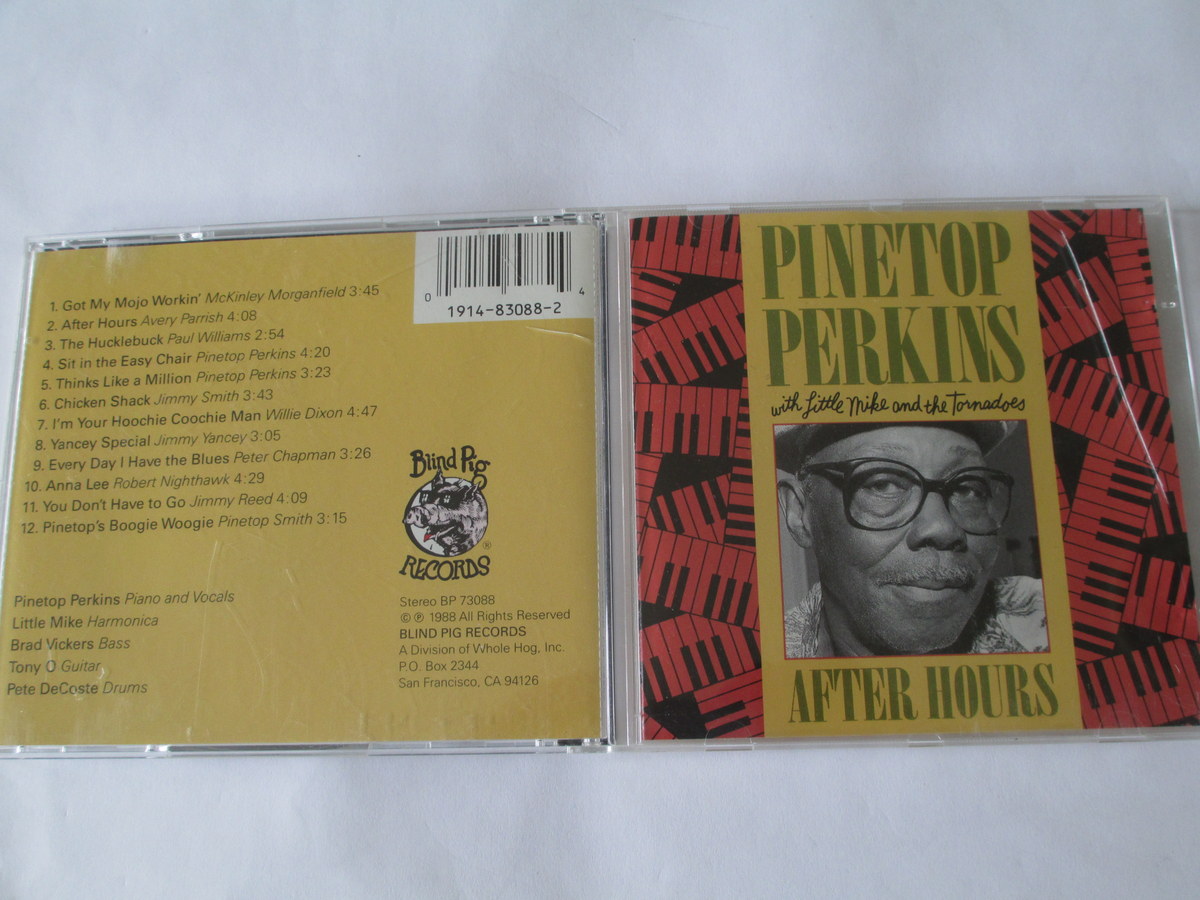 1. Got My Mojo Workin' McKinley Morganfield 3:45
2. After Hours Avery Parrish 4:08
3. The Hucklebuck Paul Williams 2:54
4. Sit in the Easy Chair Pinetop Perkins 4:20
5. Thinks Like a Million Pinetop Perkins 3:23
6. Chicken Shack Jimmy Smith 3:43
7. I'm Your Hoochie Coochie Man Willie Dixon 4:47
8. Yancey Special Jimmy Yancey 3:05
9. Every Day I Have the Blues Peter Chapman 3:26
10. Anna Lee Robert Nighthawk 4:29
11. You Don't Have to Go Jimmy Reed 4:09
12. Pinetop's Boogie Woogie Pinetop Smith 3:15
Pinetop Perkins Piano and Vocals
Little Mike Harmonica
Brad Vickers Bass
Tony O Guitar
Pete DeCoste Drums
0 1914-83088-2 4
Blind Pig
RECORDS
®
Stereo BP 73088
©℗ 1988 All Rights Reserved
BLIND PIG RECORDS
A Division of Whole Hog, Inc.
P.O. Box 2344
San Francisco, CA 94126
PINETOP
PERKINS
with Little Mike and the Tornadoes
AFTER HOURS